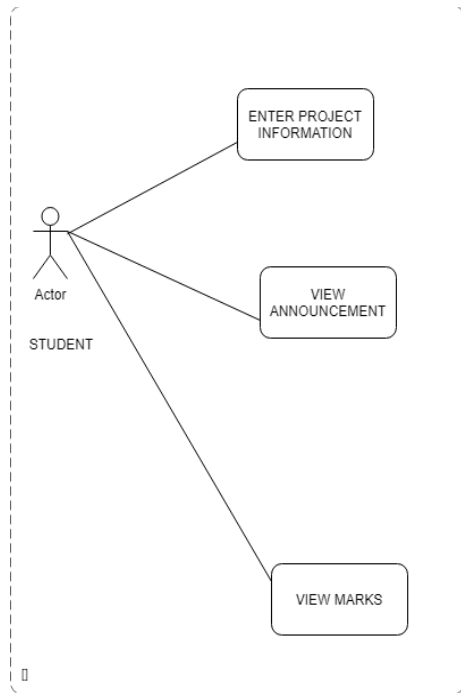 ENTER PROJECT
INFORMATION
Actor
STUDENT
VIEW
ANNOUNCEMENT
VIEW MARKS